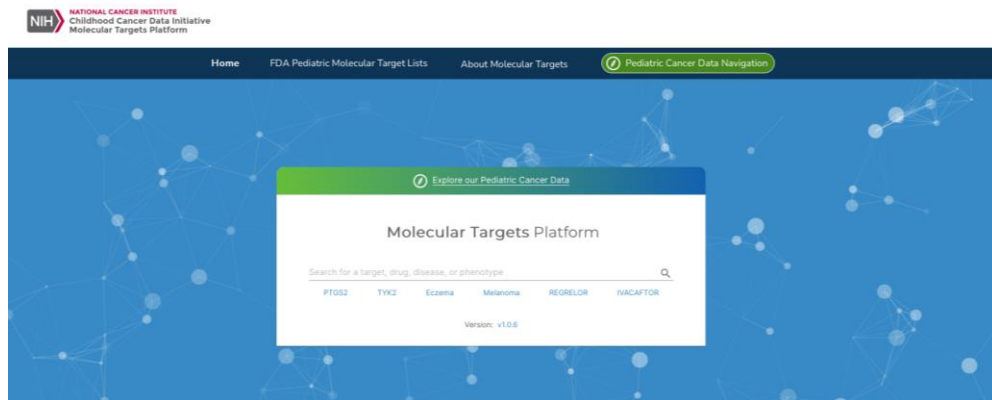 NIH
NATIONAL CANCER INSTITUTE
Childhood Cancer Data Initiative
Molecular Targets Platform
Home FDA Pediatric Molecular Target Lists About Molecular Targets Pediatric Cancer Data Navigation
Explore our Pediatric Cancer Data
Molecular Targets Platform
Search for a target, drug, disease, or phenotype
PTGS2 TYK2 Eczema Melanoma REGRELOR IVACAFTOR
Version: v1.0.6